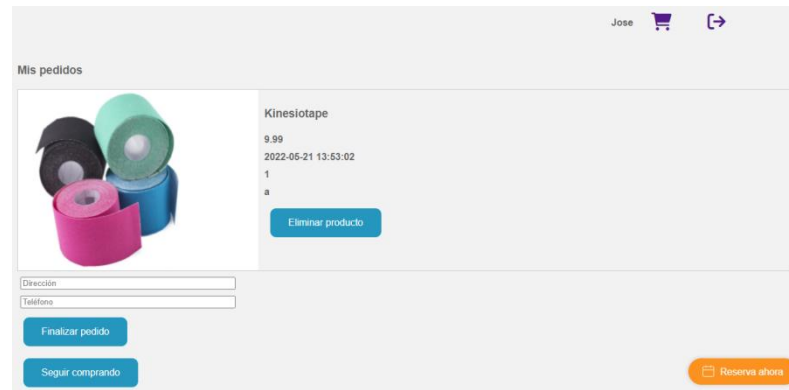 Jose
Mis pedidos
Kinesiotape
9.99
2022-05-21 13:53:02
1
a
Eliminar producto
Dirección
Teléfono
Finalizar pedido
Seguir comprando
Reserva ahora